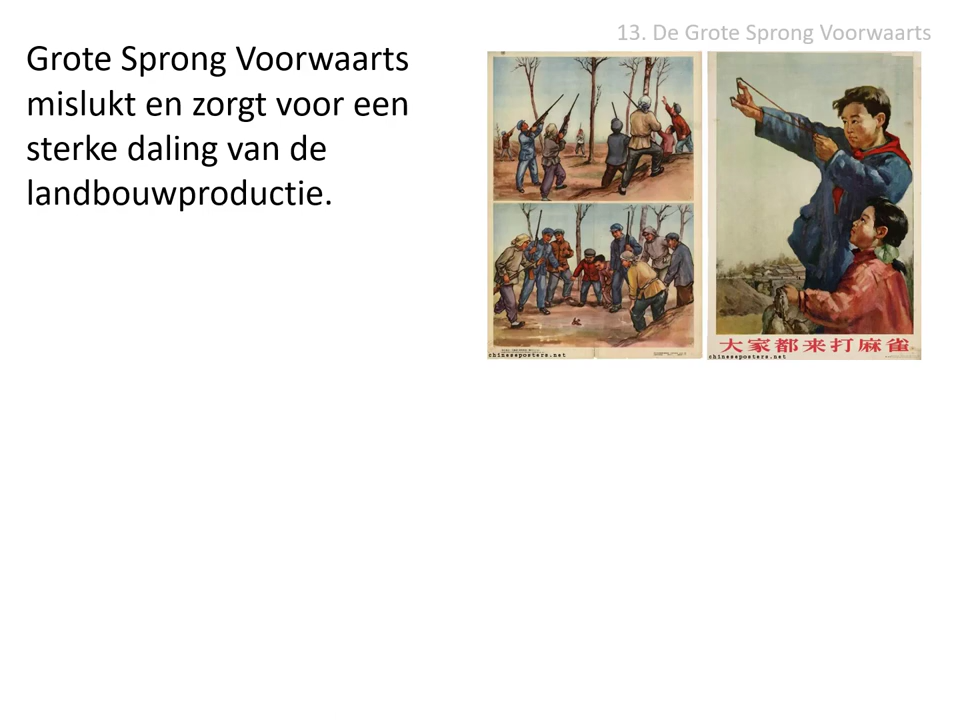 13. De Grote Sprong Voorwaarts
Grote Sprong Voorwaarts
mislukt en zorgt voor een
sterke daling van de
landbouwproductie.
大家都来打麻雀
chineseposters.net
chineseposters.net